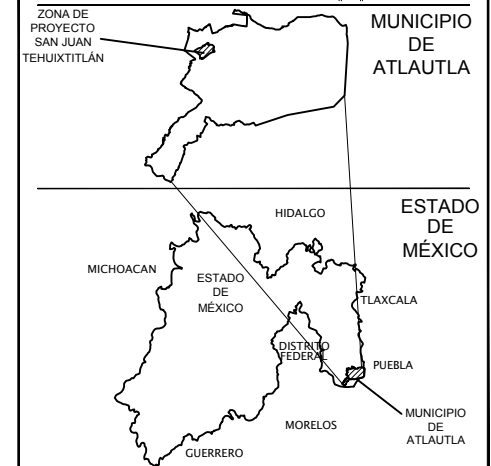 ZONA DE
PROYECTO
SAN JUAN
TEHUIXTITLÁN
MUNICIPIO
DE
ATLAUTLA
ESTADO
DE
MÉXICO
HIDALGO
MICHOACAN
ESTADO
DE
MÉXICO
TLAXCALA
DISTRITO
FEDERAL
PUEBLA
MUNICIPIO
DE
ATLAUTLA
MORELOS
GUERRERO